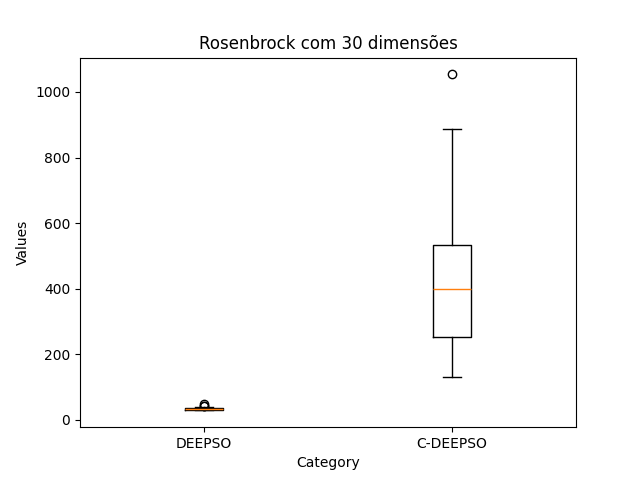 Rosenbrock com 30 dimensões
1000
800
600
400
200
0
Values
DEEPSO
C-DEEPSO
Category